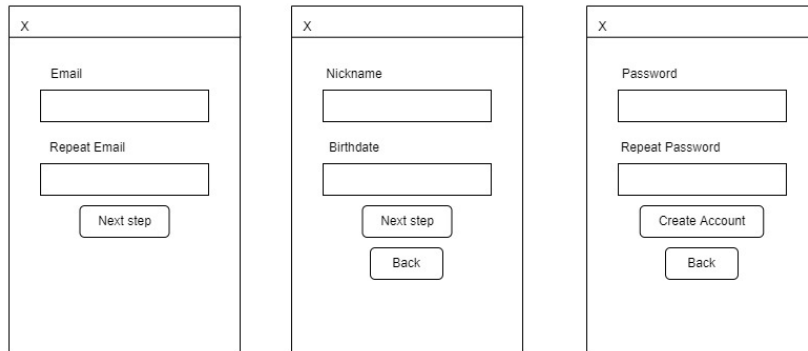 X
Email
Repeat Email
Next step
X
Nickname
Birthdate
Next step
Back
X
Password
Repeat Password
Create Account
Back